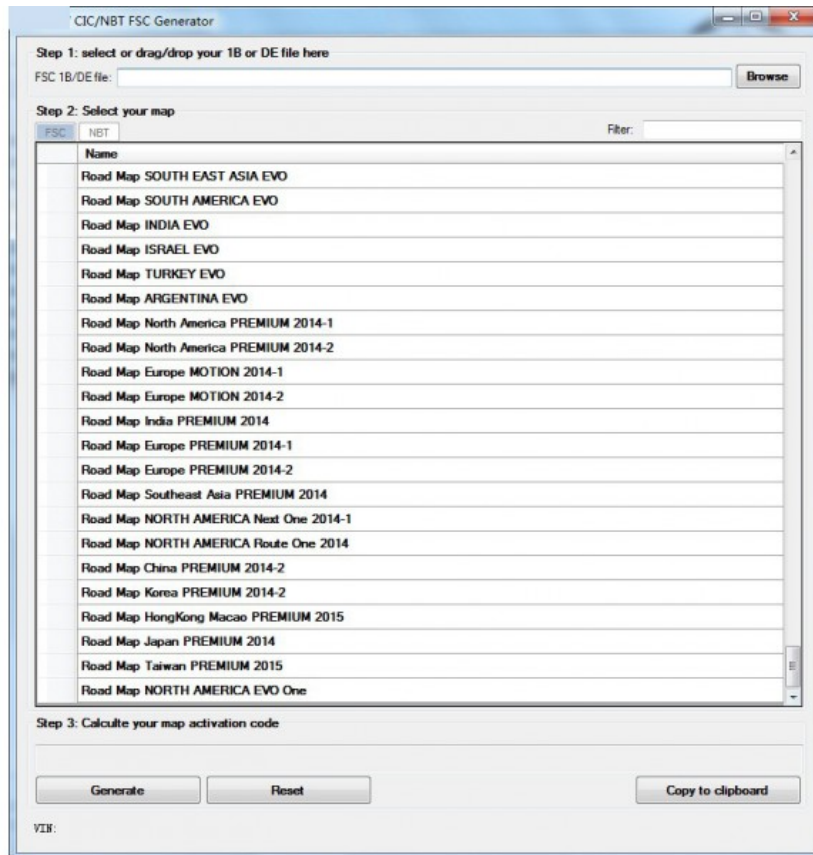 CIC/NBT FSC Generator
Step 1: select or drag/drop your 1B or DE file here
FSC 1B/DE file:
Browse
Step 2: Select your map
FSC NBT Filter:
Name
Road Map SOUTH EAST ASIA EVO
Road Map SOUTH AMERICA EVO
Road Map INDIA EVO
Road Map ISRAEL EVO
Road Map TURKEY EVO
Road Map ARGENTINA EVO
Road Map North America PREMIUM 2014-1
Road Map North America PREMIUM 2014-2
Road Map Europe MOTION 2014-1
Road Map Europe MOTION 2014-2
Road Map India PREMIUM 2014
Road Map Europe PREMIUM 2014-1
Road Map Europe PREMIUM 2014-2
Road Map Southeast Asia PREMIUM 2014
Road Map NORTH AMERICA Next One 2014-1
Road Map NORTH AMERICA Route One 2014
Road Map China PREMIUM 2014-2
Road Map Korea PREMIUM 2014-2
Road Map HongKong Macao PREMIUM 2015
Road Map Japan PREMIUM 2014
Road Map Taiwan PREMIUM 2015
Road Map NORTH AMERICA EVO One
Step 3: Calculte your map activation code
Generate Reset Copy to clipboard
VIN: